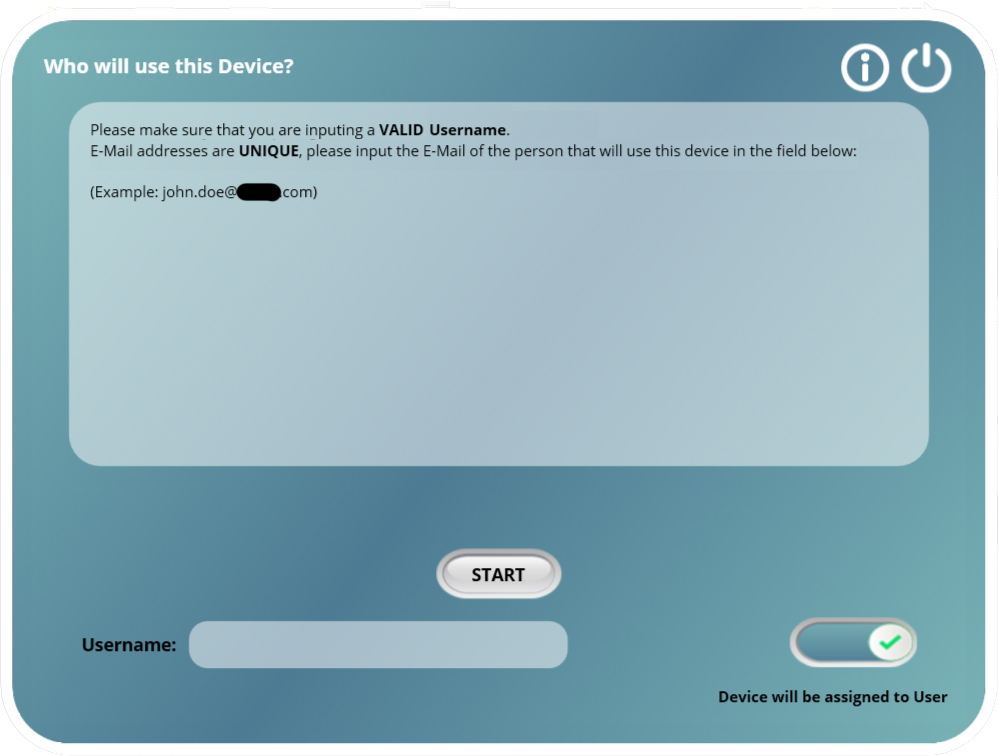 Who will use this Device?
Please make sure that you are inputing a VALID Username.
E-Mail addresses are UNIQUE, please input the E-Mail of the person that will use this device in the field below:
(Example: john.doe@ .com)
START
Username:
Device will be assigned to User